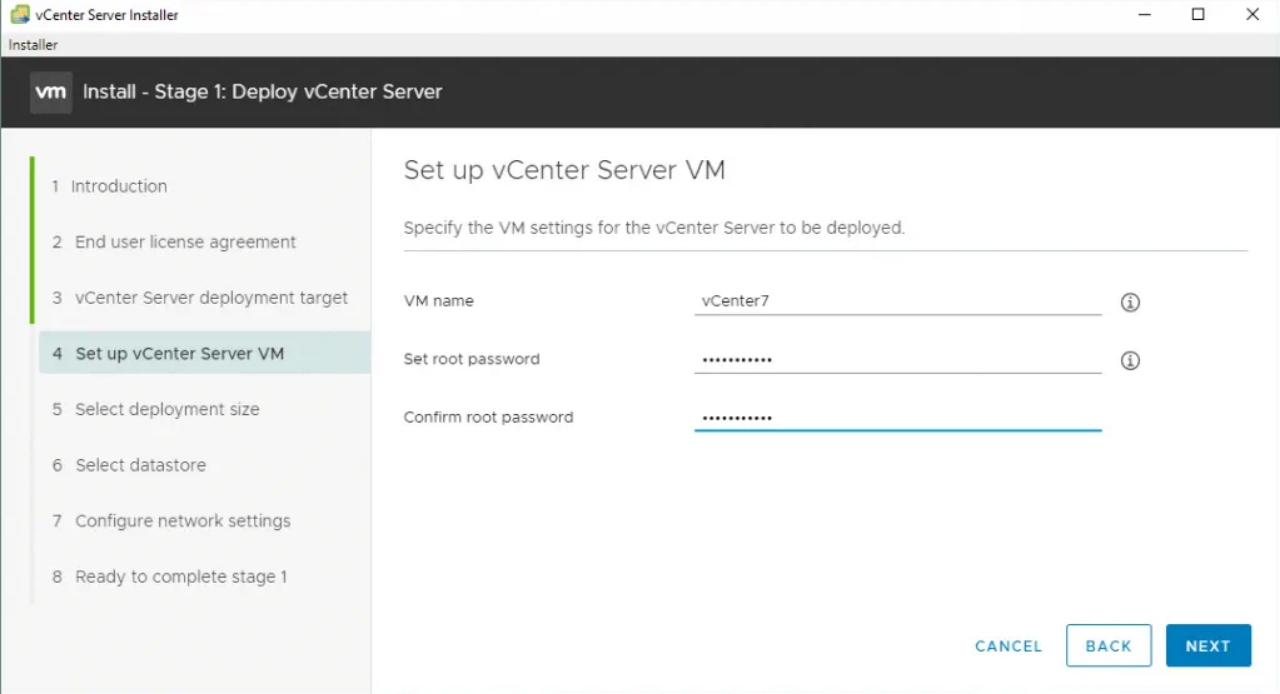 vCenter Server Installer
Installer
vm Install - Stage 1: Deploy vCenter Server
1 Introduction
2 End user license agreement
3 vCenter Server deployment target
4 Set up vCenter Server VM
5 Select deployment size
6 Select datastore
7 Configure network settings
8 Ready to complete stage 1
Set up vCenter Server VM
Specify the VM settings for the vCenter Server to be deployed.
VM name vCenter7
Set root password •••••••••••
Confirm root password •••••••••••
CANCEL BACK NEXT